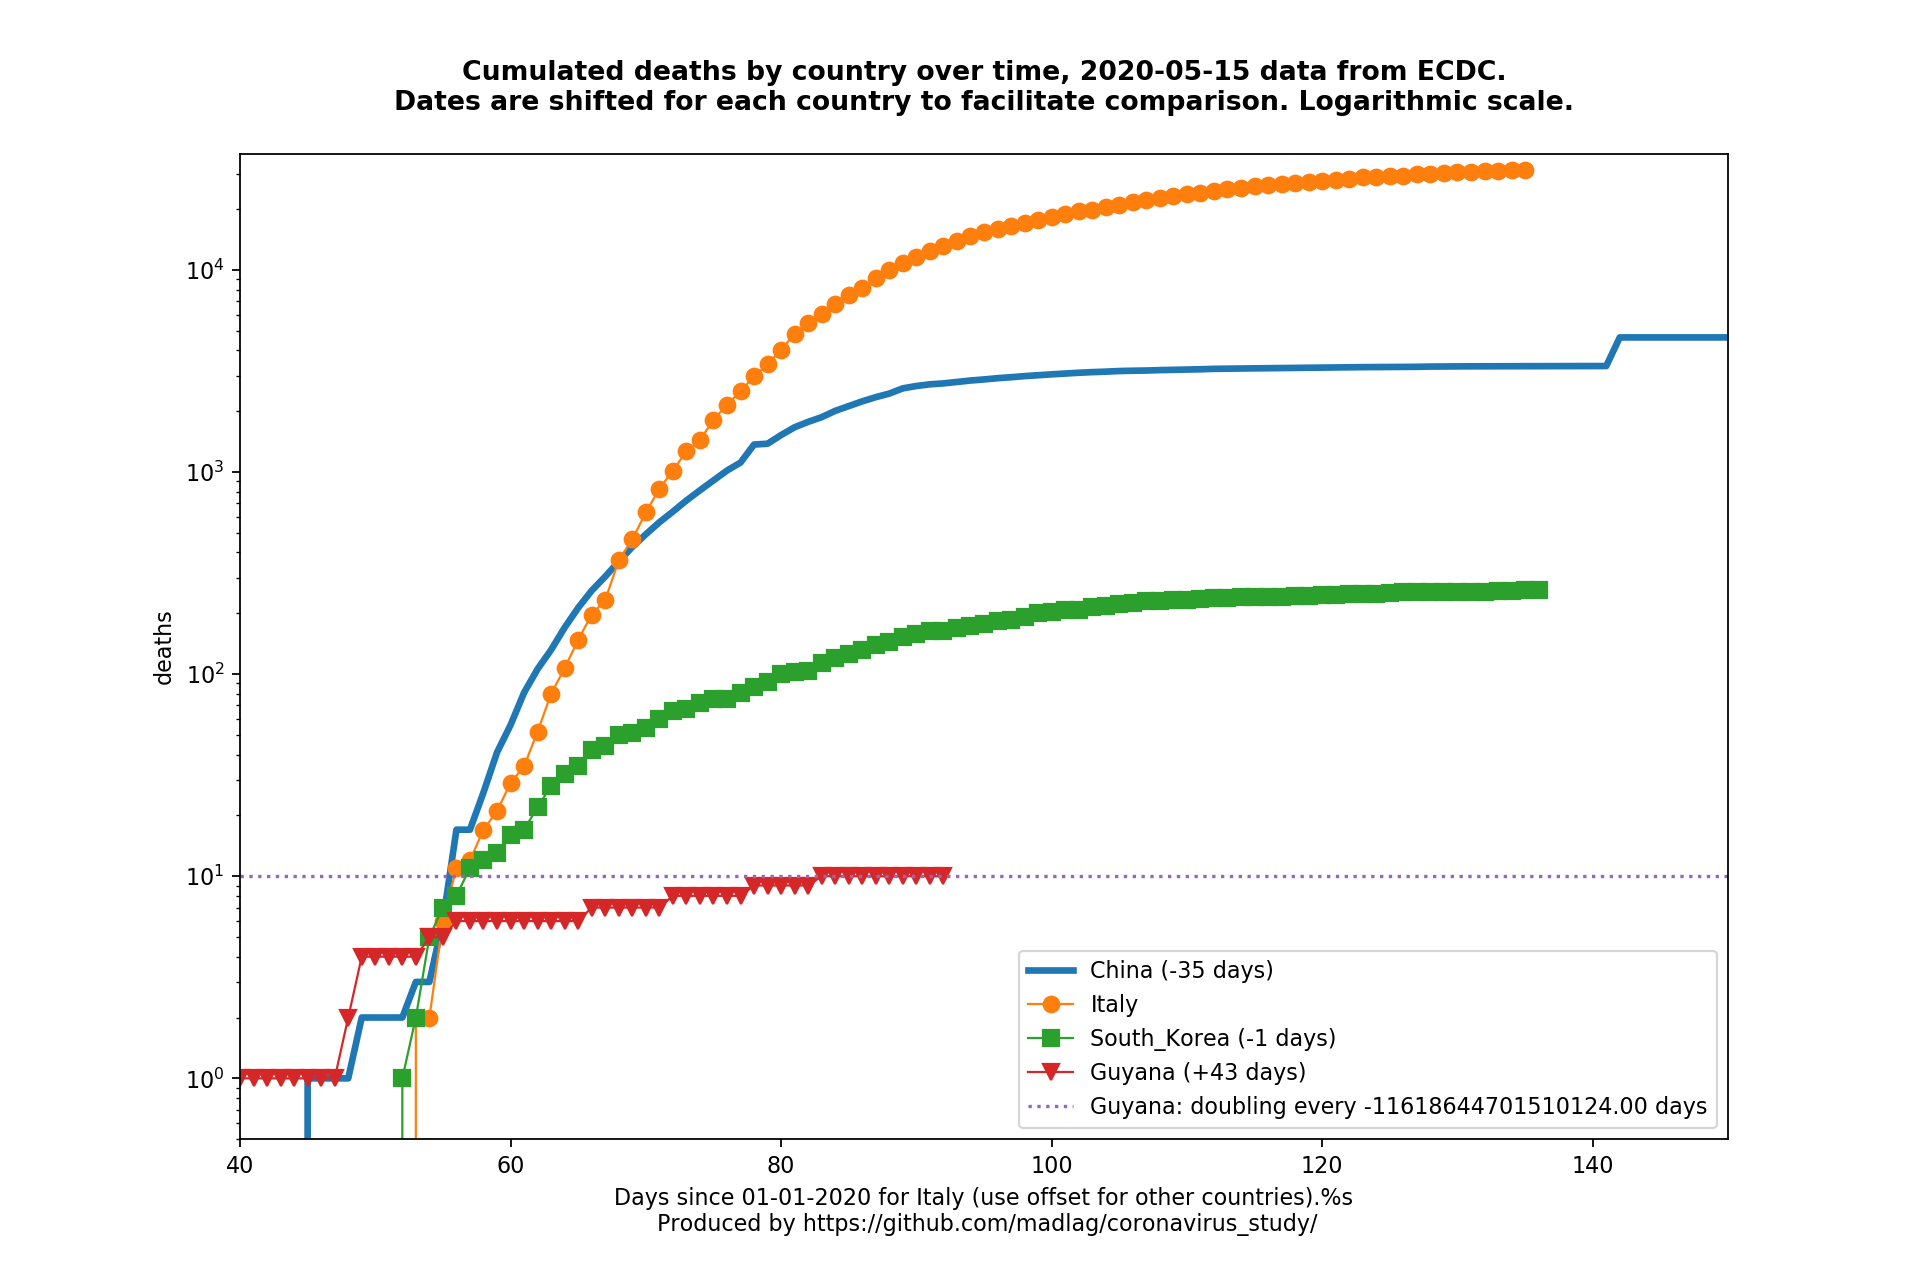 Cumulated deaths by country over time, 2020-05-15 data from ECDC.
Dates are shifted for each country to facilitate comparison. Logarithmic scale.
10^4
10^3
10^2
10^1
10^0
deaths
China (-35 days)
Italy
South_Korea (-1 days)
Guyana (+43 days)
Guyana: doubling every -11618644701510124.00 days
40 60 80 100 120 140
Days since 01-01-2020 for Italy (use offset for other countries).%s
Produced by https://github.com/madlag/coronavirus_study/